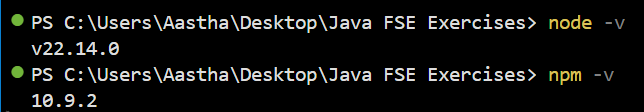 PS C:\Users\Aastha\Desktop\Java FSE Exercises> node -v
v22.14.0
PS C:\Users\Aastha\Desktop\Java FSE Exercises> npm -v
10.9.2